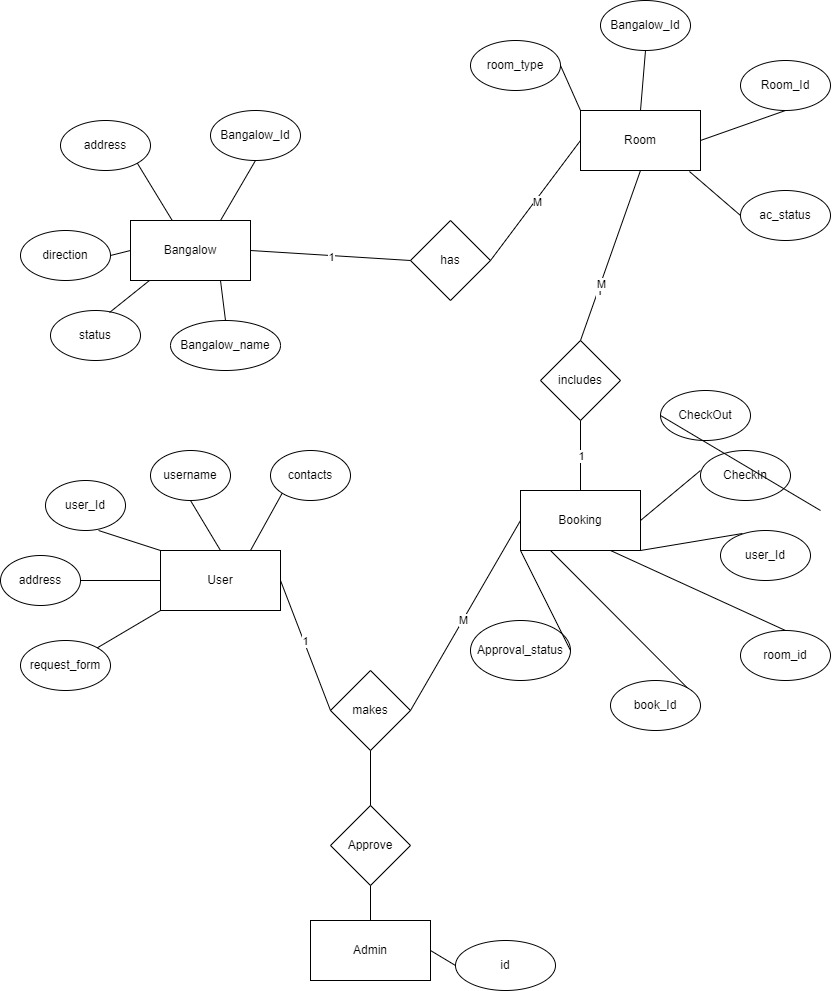 Bangalow_Id
room_type
Room_Id
Room
ac_status
Bangalow_Id
address
direction
Bangalow
status
Bangalow_name
1
has
M
M
includes
1
CheckOut
CheckIn
Booking
user_Id
room_id
book_Id
Approval_status
username
contacts
user_Id
address
User
request_form
1
M
makes
Approve
Admin
id